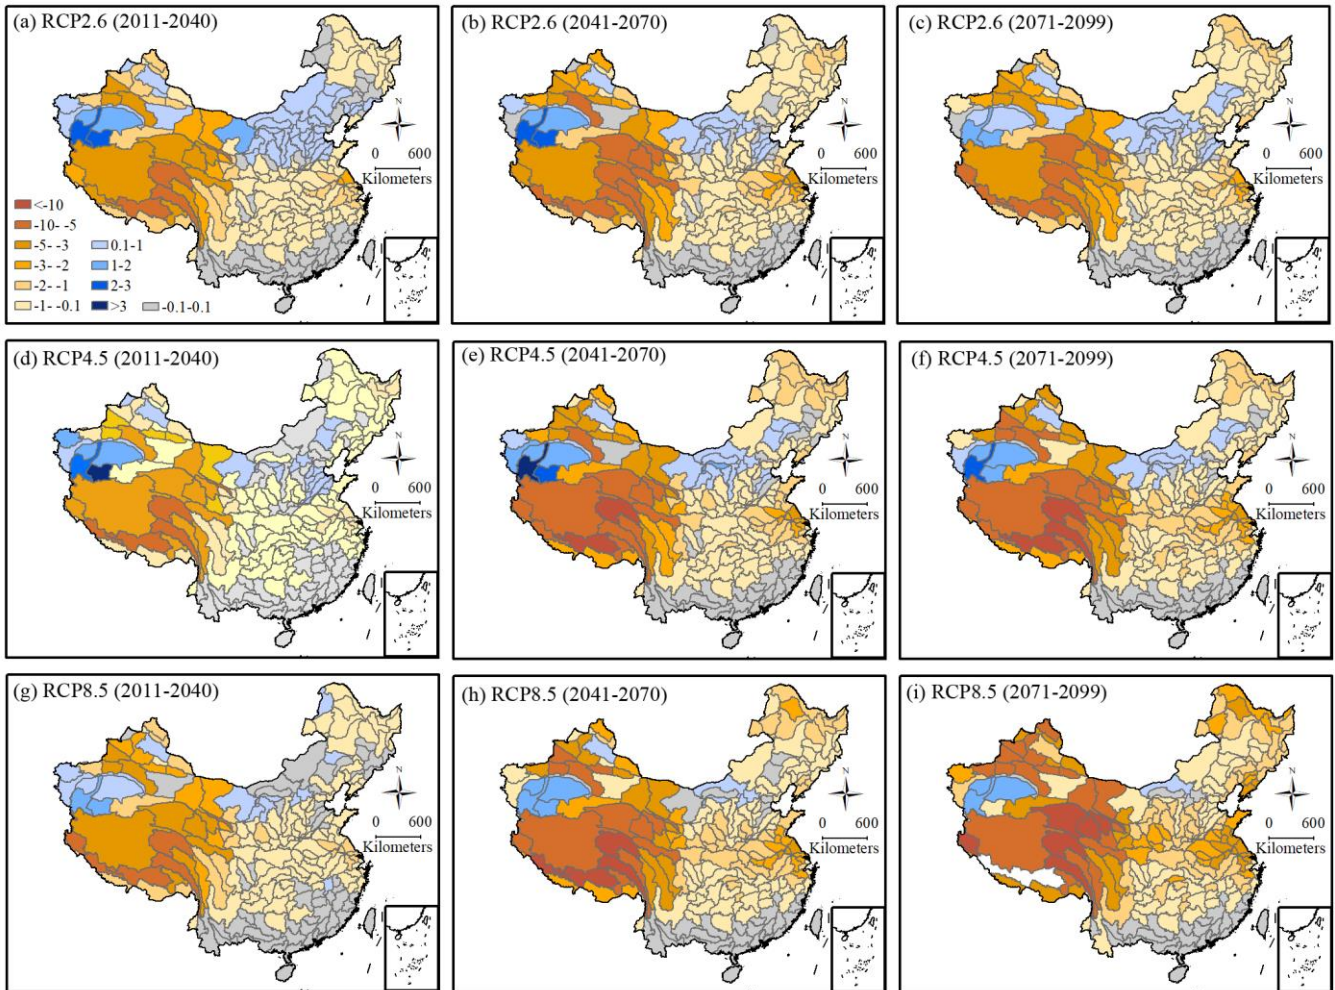 (a) RCP2.6 (2011-2040)
N
0 600
Kilometers
<-10
-10- -5
-5- -3
-3- -2
-2- -1
-1- -0.1
0.1-1
1-2
2-3
>3
-0.1-0.1
(b) RCP2.6 (2041-2070)
N
0 600
Kilometers
(c) RCP2.6 (2071-2099)
N
0 600
Kilometers
(d) RCP4.5 (2011-2040)
N
0 600
Kilometers
(e) RCP4.5 (2041-2070)
N
0 600
Kilometers
(f) RCP4.5 (2071-2099)
N
0 600
Kilometers
(g) RCP8.5 (2011-2040)
N
0 600
Kilometers
(h) RCP8.5 (2041-2070)
N
0 600
Kilometers
(i) RCP8.5 (2071-2099)
N
0 600
Kilometers